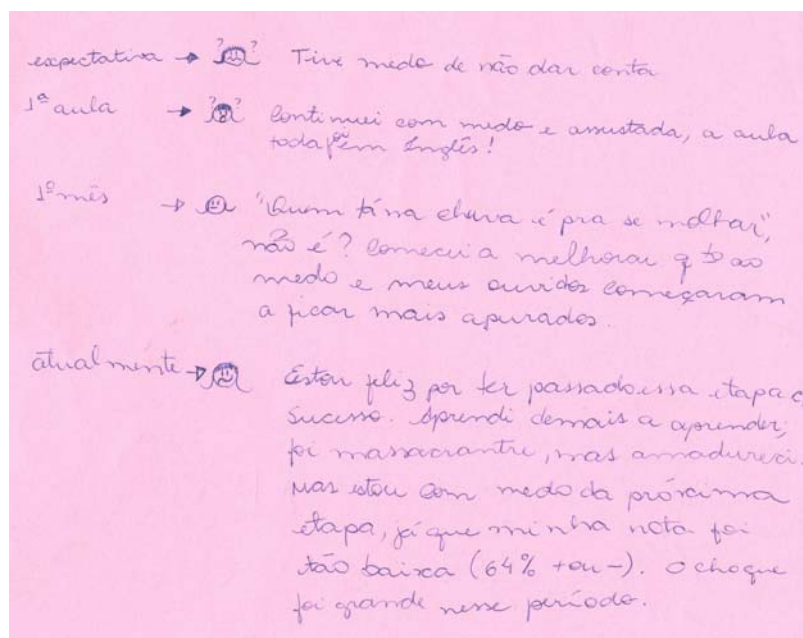 expectativa → ? ? Tive medo de não dar conta
1ª aula → ? ? Continuei com medo e assustada, a aula
toda foi em Inglês!
1º mês → "Quem tá na chuva é pra se molhar",
não é? Comecei a melhorar qto ao
medo e meus ouvidos começaram
a ficar mais apurados.
atualmente → Estou feliz por ter passado essa etapa c/
sucesso. Aprendi demais a aprender;
foi massacrante, mas amadureci.
Mas estou com medo da próxima
etapa, já que minha nota foi
tão baixa (64% + ou -). O choque
foi grande nesse período.